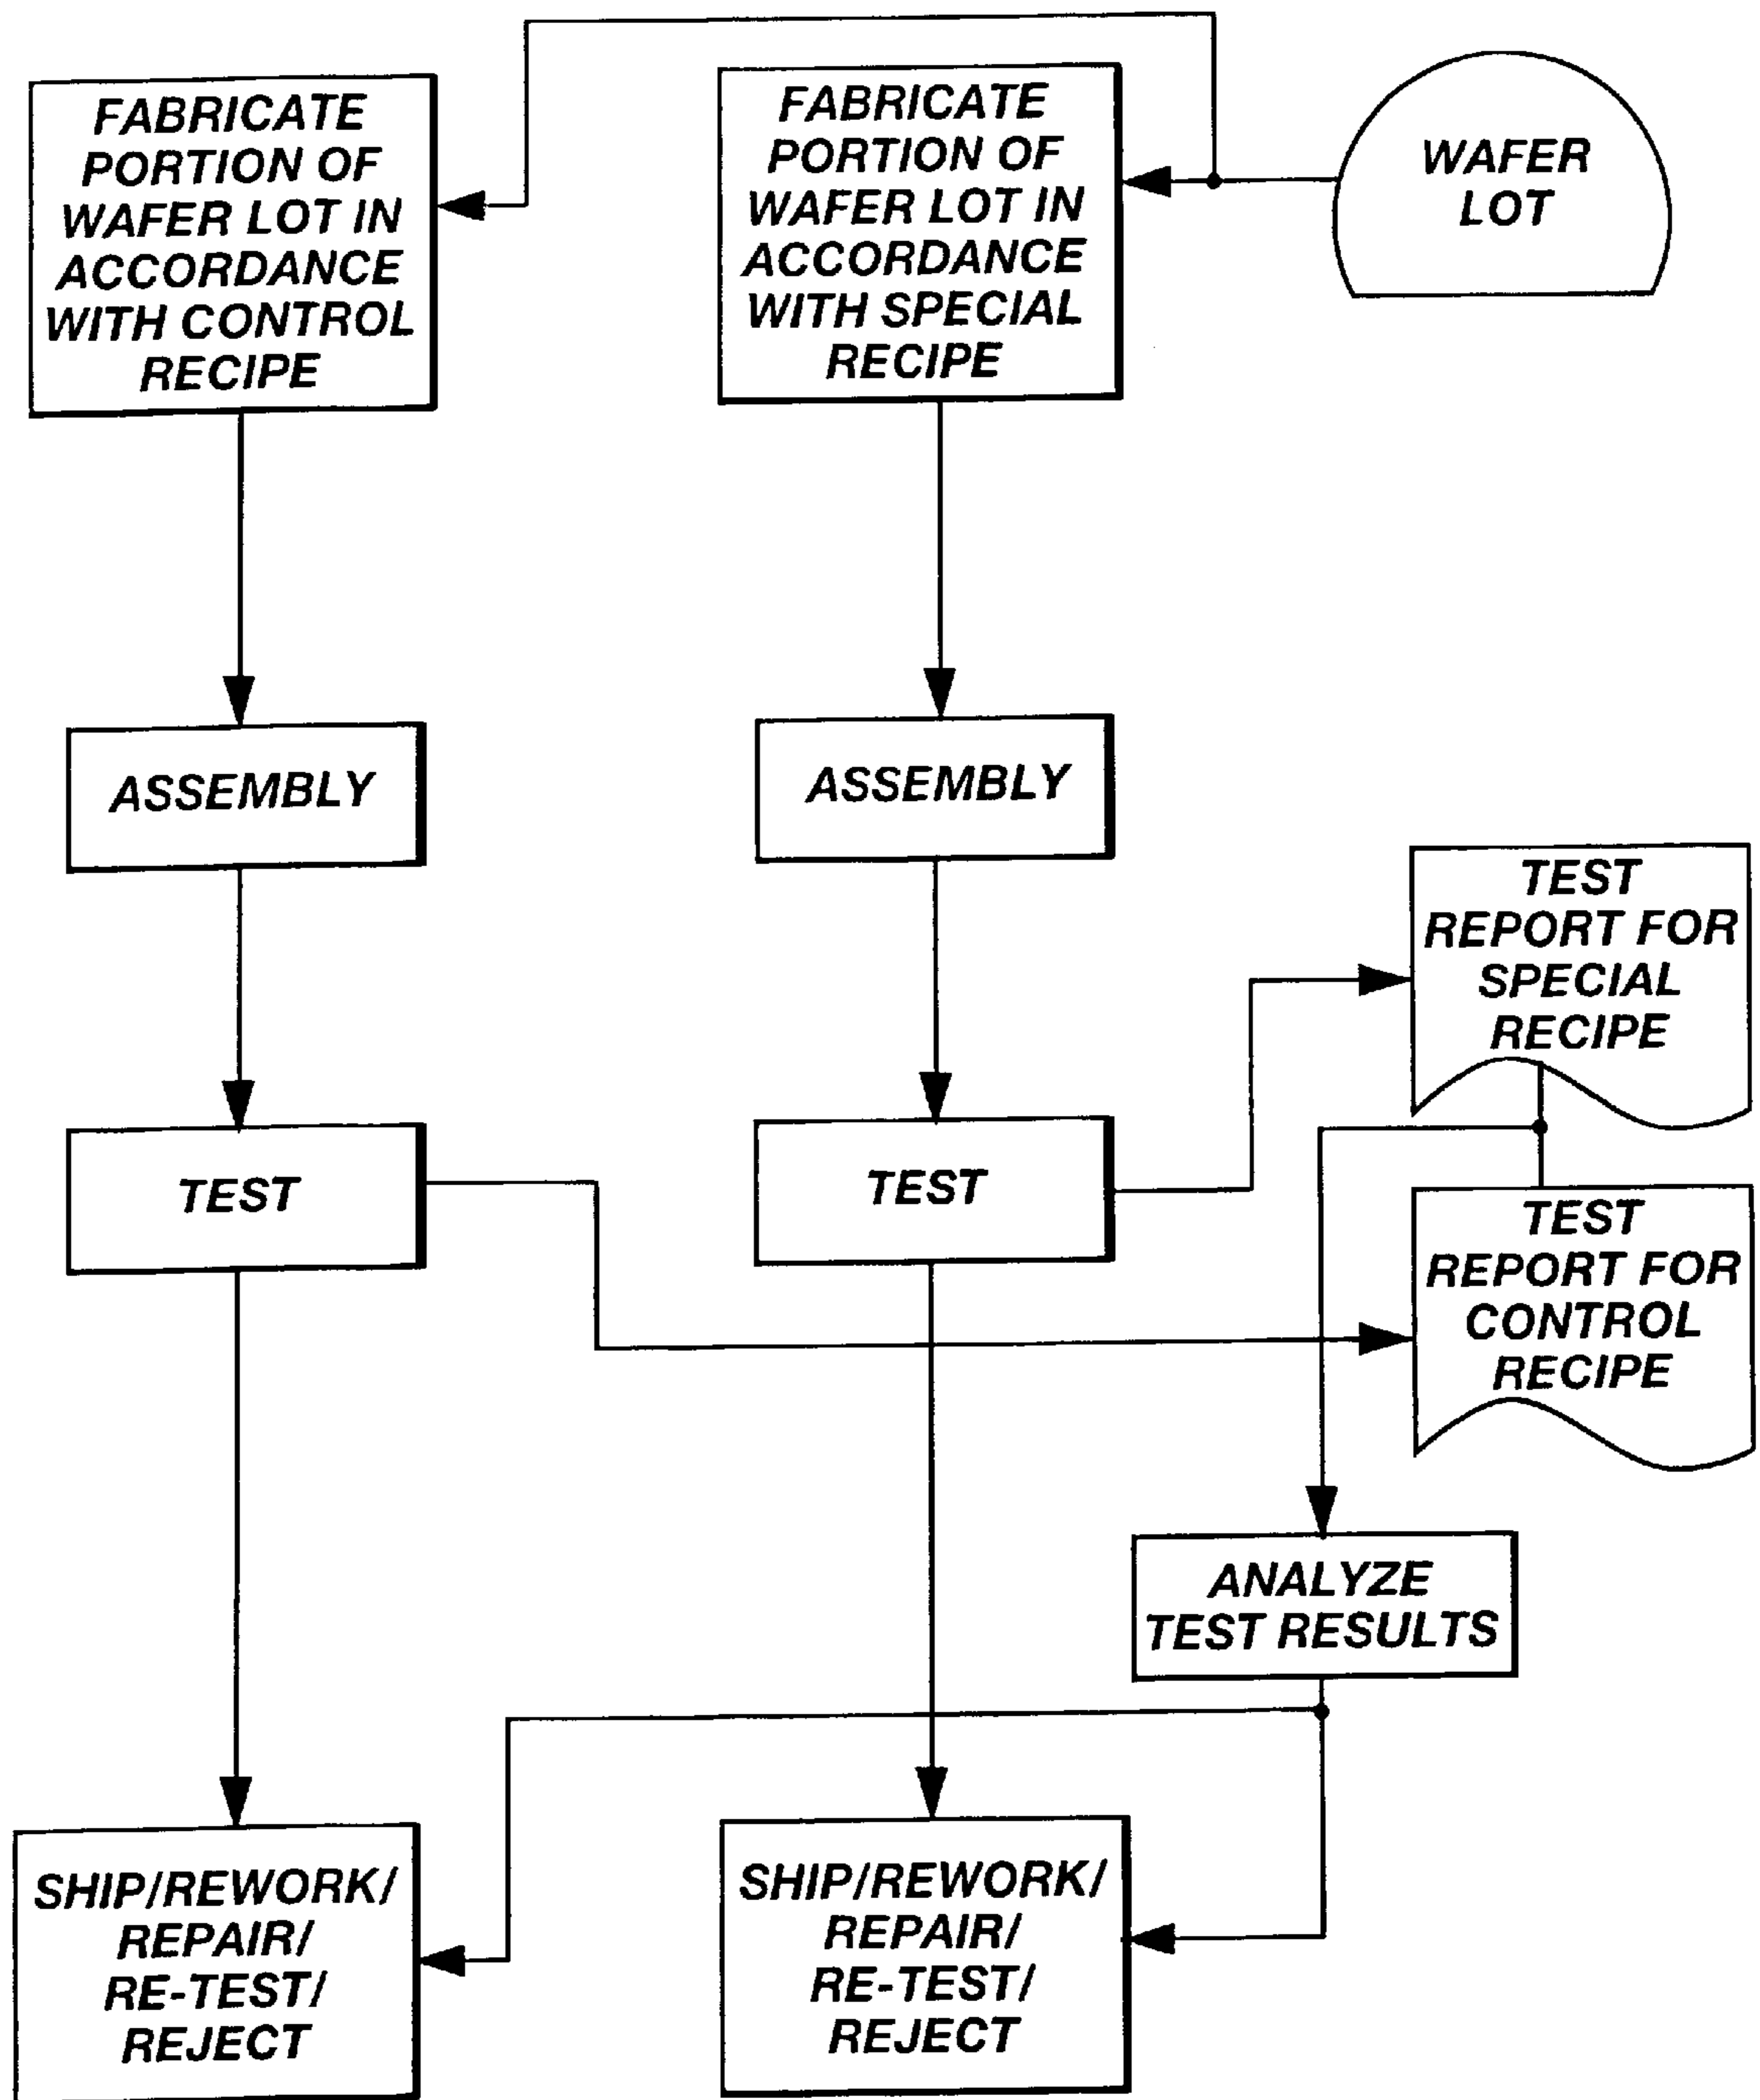 FABRICATE
PORTION OF
WAFER LOT IN
ACCORDANCE
WITH CONTROL
RECIPE
FABRICATE
PORTION OF
WAFER LOT IN
ACCORDANCE
WITH SPECIAL
RECIPE
WAFER
LOT
ASSEMBLY
ASSEMBLY
TEST
REPORT FOR
SPECIAL
RECIPE
TEST
TEST
TEST
REPORT FOR
CONTROL
RECIPE
ANALYZE
TEST RESULTS
SHIP/REWORK/
REPAIR/
RE-TEST/
REJECT
SHIP/REWORK/
REPAIR/
RE-TEST/
REJECT